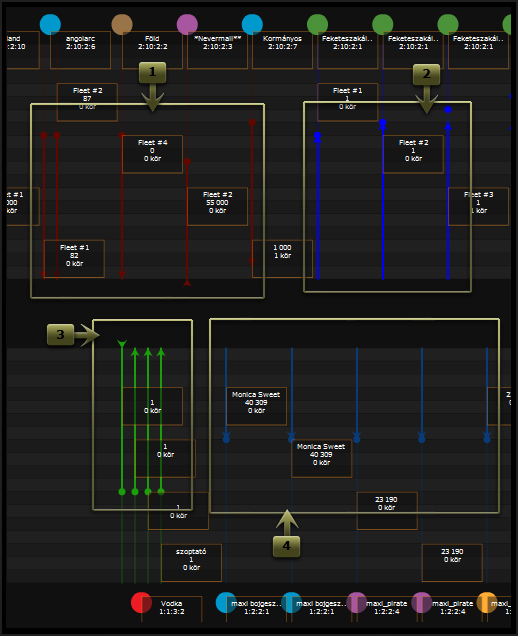 land
:2:10
angolarc
2:10:2:6
Föld
2:10:2:2
*Nevermall**
2:10:2:3
Kormányos
2:10:2:7
Feketeszakál..
2:10:2:1
Feketeszakál..
2:10:2:1
Feketeszakál..
2:10:2:1
1
2
Fleet #2
87
0 kör
Fleet #1
1
0 kör
Fleet #4
0
0 kör
Fleet #2
1
0 kör
et #1
000
kör
Fleet #2
55 000
0 kör
Fleet #3
1
1 kör
Fleet #1
82
0 kör
1 000
1 kör
3
1
0 kör
Monica Sweet
40 309
0 kör
2
0
1
0 kör
Monica Sweet
40 309
0 kör
1
0 kör
23 190
0 kör
4
szoptató
1
0 kör
23 190
0 kör
Vodka
1:1:3:2
maxi bojgesz..
1:2:2:1
maxi bojgesz..
1:2:2:1
maxi_pirate
1:2:2:4
maxi_pirate
1:2:2:4
maxi_
1: